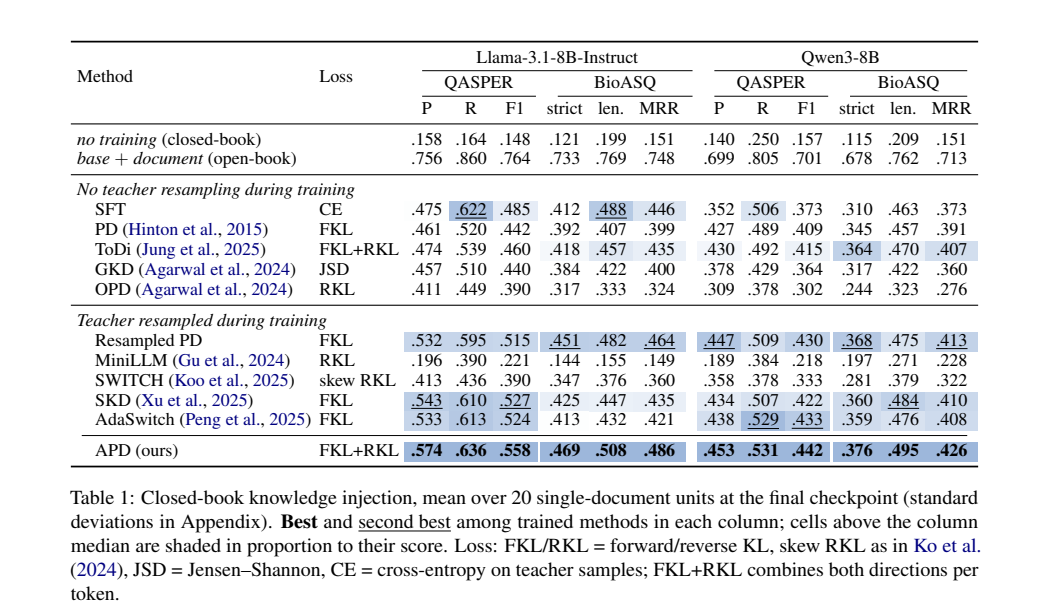 Llama-3.1-8B-Instruct Qwen3-8B
Method Loss QASPER BioASQ QASPER BioASQ
P R F1 strict len. MRR P R F1 strict len. MRR
no training (closed-book) .158 .164 .148 .121 .199 .151 .140 .250 .157 .115 .209 .151
base + document (open-book) .756 .860 .764 .733 .769 .748 .699 .805 .701 .678 .762 .713
No teacher resampling during training
SFT CE .475 .622 .485 .412 .488 .446 .352 .506 .373 .310 .463 .373
PD (Hinton et al., 2015) FKL .461 .520 .442 .392 .407 .399 .427 .489 .409 .345 .457 .391
ToDi (Jung et al., 2025) FKL+RKL .474 .539 .460 .418 .457 .435 .430 .492 .415 .364 .470 .407
GKD (Agarwal et al., 2024) JSD .457 .510 .440 .384 .422 .400 .378 .429 .364 .317 .422 .360
OPD (Agarwal et al., 2024) RKL .411 .449 .390 .317 .333 .324 .309 .378 .302 .244 .323 .276
Teacher resampled during training
Resampled PD FKL .532 .595 .515 .451 .482 .464 .447 .509 .430 .368 .475 .413
MiniLLM (Gu et al., 2024) RKL .196 .390 .221 .144 .155 .149 .189 .384 .218 .197 .271 .228
SWITCH (Koo et al., 2025) skew RKL .413 .436 .390 .347 .376 .360 .358 .378 .333 .281 .379 .322
SKD (Xu et al., 2025) FKL .543 .610 .527 .425 .447 .435 .434 .507 .422 .360 .484 .410
AdaSwitch (Peng et al., 2025) FKL .533 .613 .524 .413 .432 .421 .438 .529 .433 .359 .476 .408
APD (ours) FKL+RKL .574 .636 .558 .469 .508 .486 .453 .531 .442 .376 .495 .426
Table 1: Closed-book knowledge injection, mean over 20 single-document units at the final checkpoint (standard
deviations in Appendix). Best and second best among trained methods in each column; cells above the column
median are shaded in proportion to their score. Loss: FKL/RKL = forward/reverse KL, skew RKL as in Ko et al.
(2024), JSD = Jensen–Shannon, CE = cross-entropy on teacher samples; FKL+RKL combines both directions per
token.